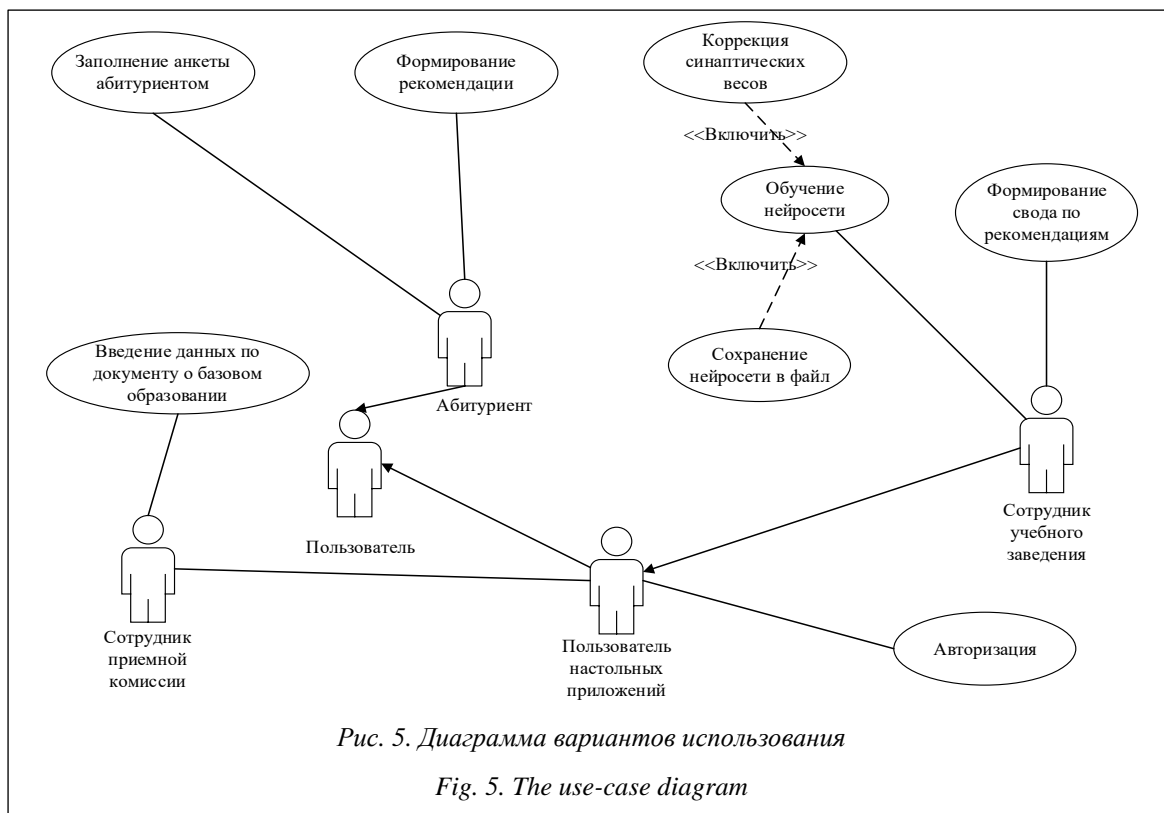 Заполнение анкеты
абитуриентом
Формирование
рекомендации
Коррекция
синаптических
весов
<<Включить>>
Обучение
нейросети
Формирование
свода по
рекомендациям
<<Включить>>
Сохранение
нейросети в файл
Введение данных по
документу о базовом
образовании
Абитуриент
Пользователь
Сотрудник
учебного
заведения
Сотрудник
приемной
комиссии
Пользователь
настольных
приложений
Авторизация
Рис. 5. Диаграмма вариантов использования
Fig. 5. The use-case diagram